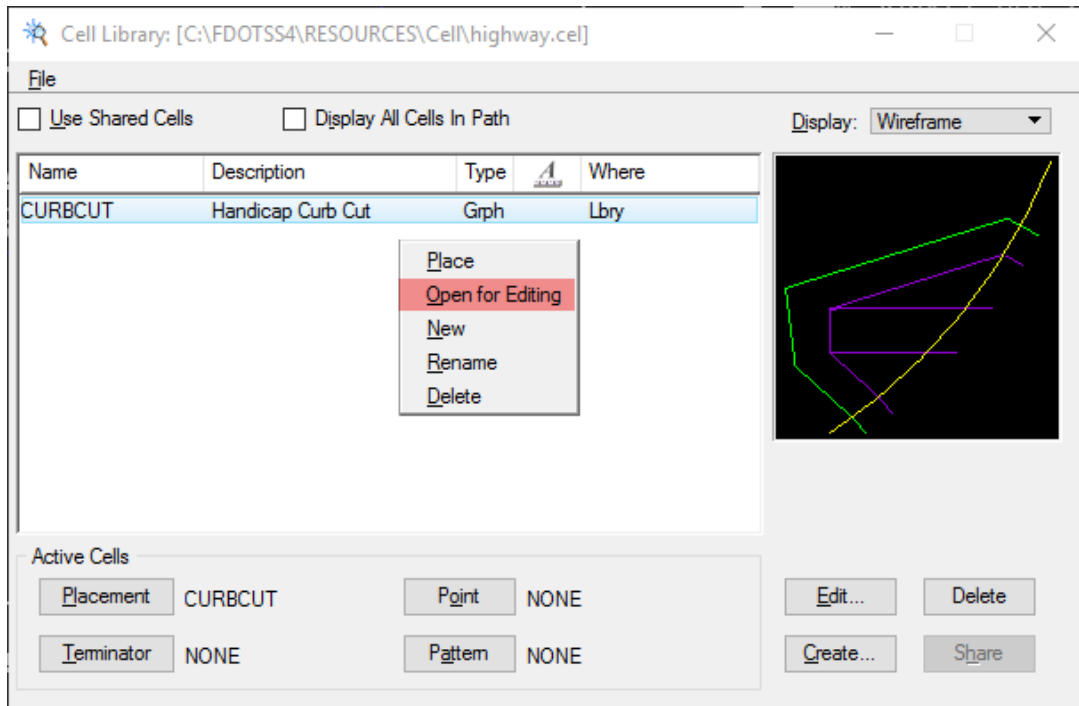 Cell Library: [C:\FDOTSS4\RESOURCES\Cell\highway.cel]
File
Use Shared Cells Display All Cells In Path Display: Wireframe
Name Description Type A Where
CURBCUT Handicap Curb Cut Grph Lbry
Place
Open for Editing
New
Rename
Delete
Active Cells
Placement CURBCUT Point NONE Edit... Delete
Terminator NONE Pattern NONE Create... Share